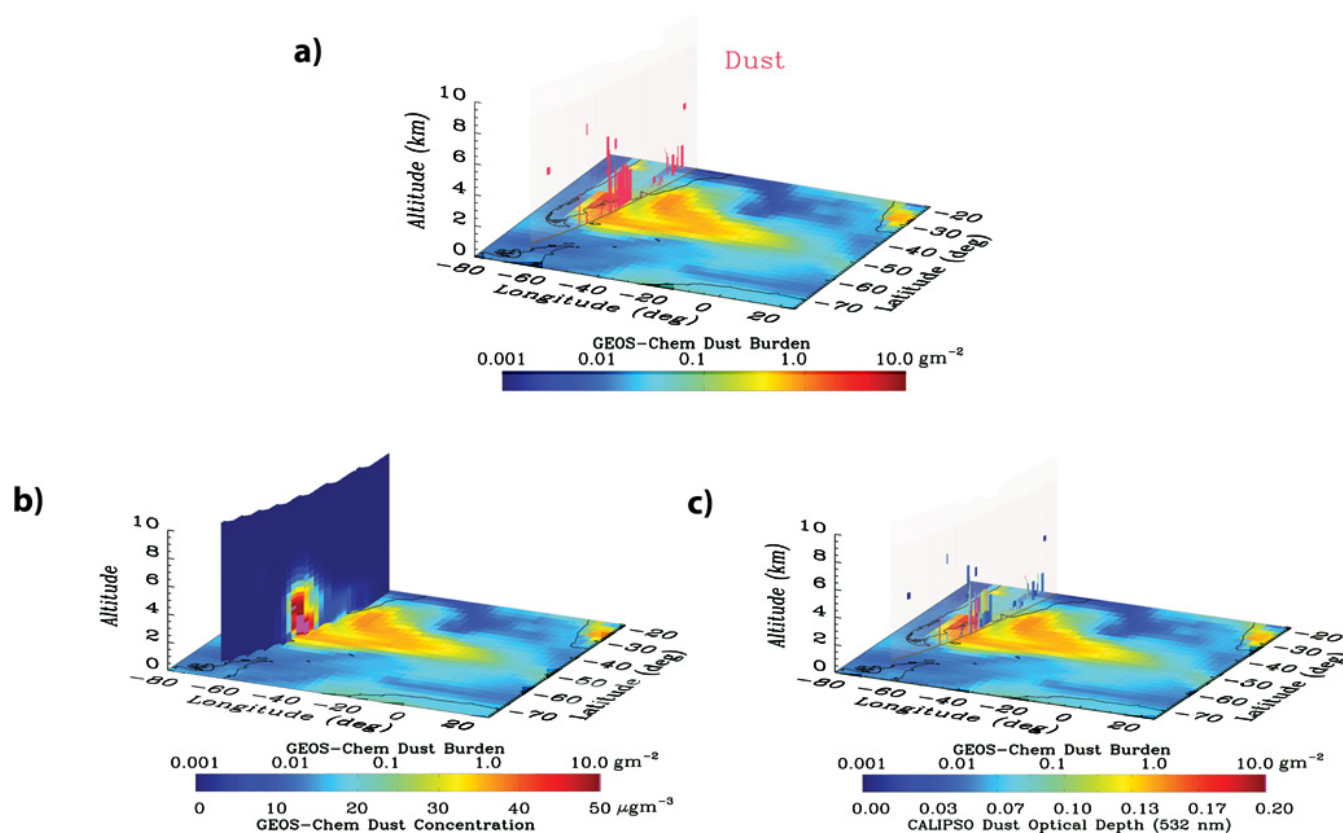 a)
Dust
10
8
6
4
2
0
Altitude (km)
-80
-60
-40
-20
0
20
Longitude (deg)
-20
-30
-40
-50
-60
-70
Latitude (deg)
GEOS-Chem Dust Burden
0.001 0.01 0.1 1.0 10.0 gm-2
b)
10
8
6
4
2
0
Altitude
-80
-60
-40
-20
0
20
Longitude (deg)
-20
-30
-40
-50
-60
-70
Latitude (deg)
GEOS-Chem Dust Burden
0.001 0.01 0.1 1.0 10.0 gm-2
0 10 20 30 40 50 μgm-3
GEOS-Chem Dust Concentration
c)
10
8
6
4
2
0
Altitude (km)
-80
-60
-40
-20
0
20
Longitude (deg)
-20
-30
-40
-50
-60
-70
Latitude (deg)
GEOS-Chem Dust Burden
0.001 0.01 0.1 1.0 10.0 gm-2
0.00 0.03 0.07 0.10 0.13 0.17 0.20
CALIPSO Dust Optical Depth (532 nm)